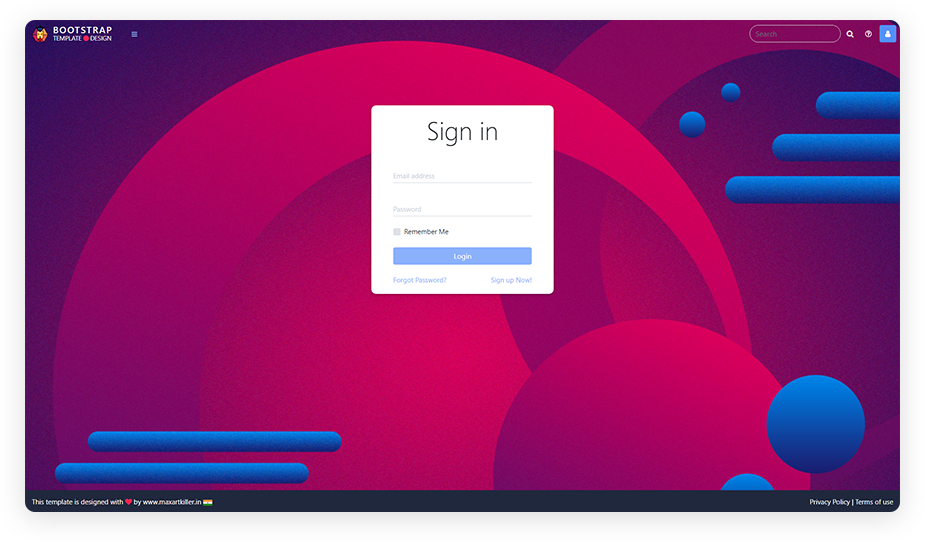 BOOTSTRAP
TEMPLATE DESIGN
Search
Sign in
Email address
Password
Remember Me
Login
Forgot Password? Sign up Now!
This template is designed with by www.maxartkiller.in
Privacy Policy | Terms of use